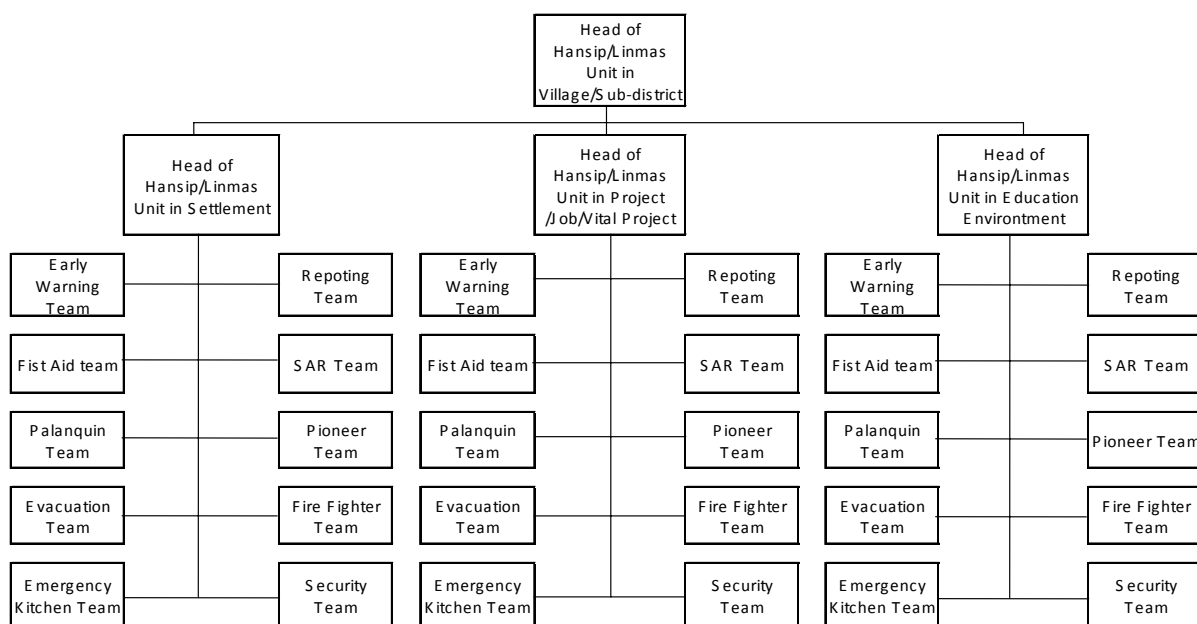 Head of
Hansip/Linmas
Unit in
Village/Sub-district
Head of
Hansip/Linmas
Unit in Settlement
Head of
Hansip/Linmas
Unit in Project
/Job/Vital Project
Head of
Hansip/Linmas
Unit in Education
Environtment
Early
Warning
Team
Repoting
Team
Early
Warning
Team
Repoting
Team
Early
Warning
Team
Repoting
Team
Fist Aid team
SAR Team
Fist Aid team
SAR Team
Fist Aid team
SAR Team
Palanquin
Team
Pioneer
Team
Palanquin
Team
Pioneer
Team
Palanquin
Team
Pioneer Team
Evacuation
Team
Fire Fighter
Team
Evacuation
Team
Fire Fighter
Team
Evacuation
Team
Fire Fighter
Team
Emergency
Kitchen Team
Security
Team
Emergency
Kitchen Team
Security
Team
Emergency
Kitchen Team
Security
Team